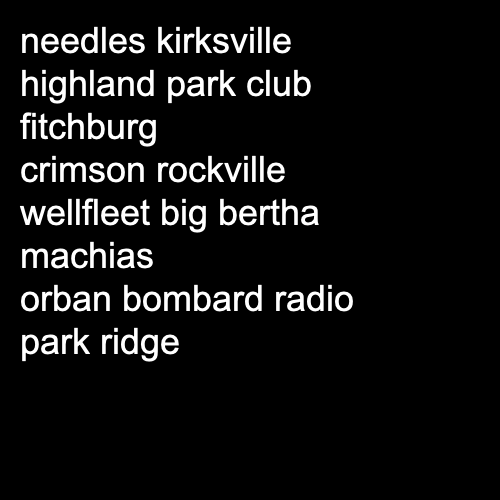 needles kirksville
highland park club
fitchburg
crimson rockville
wellfleet big bertha
machias
orban bombard radio
park ridge